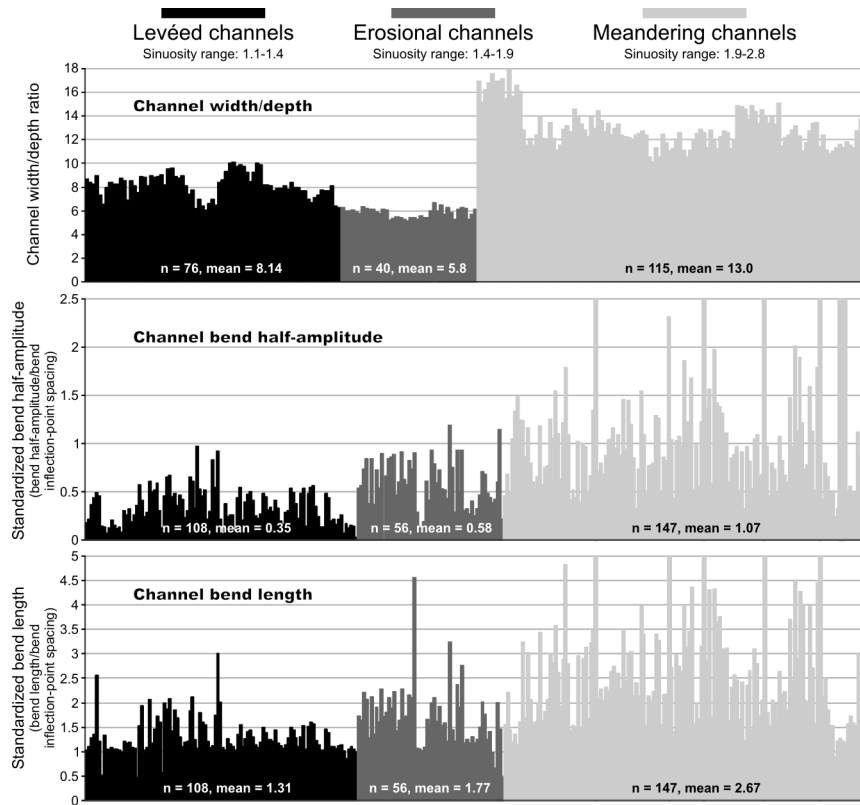 Levéed channels
Sinuosity range: 1.1-1.4
Erosional channels
Sinuosity range: 1.4-1.9
Meandering channels
Sinuosity range: 1.9-2.8
Channel width/depth ratio
18
16
14
12
10
8
6
4
2
0
Channel width/depth
n = 76, mean = 8.14
n = 40, mean = 5.8
n = 115, mean = 13.0
Standardized bend half-amplitude
(bend half-amplitude/bend
inflection-point spacing)
2.5
2
1.5
1
0.5
0
Channel bend half-amplitude
n = 108, mean = 0.35
n = 56, mean = 0.58
n = 147, mean = 1.07
Standardized bend length
(bend length/bend
inflection-point spacing)
5
4.5
4
3.5
3
2.5
2
1.5
1
0.5
0
Channel bend length
n = 108, mean = 1.31
n = 56, mean = 1.77
n = 147, mean = 2.67